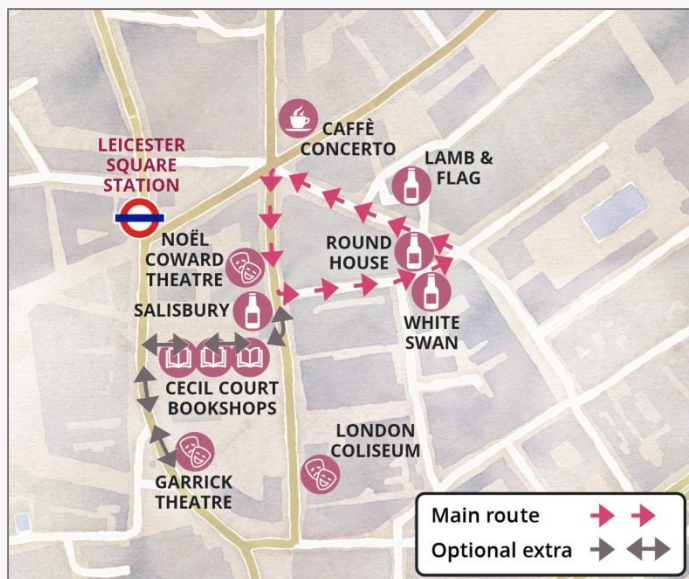 CAFFÈ
CONCERTO
LEICESTER
SQUARE
STATION
LAMB &
FLAG
NOËL
COWARD
THEATRE
ROUND
HOUSE
SALISBURY
WHITE
SWAN
CECIL COURT
BOOKSHOPS
LONDON
COLISEUM
GARRICK
THEATRE
Main route
Optional extra